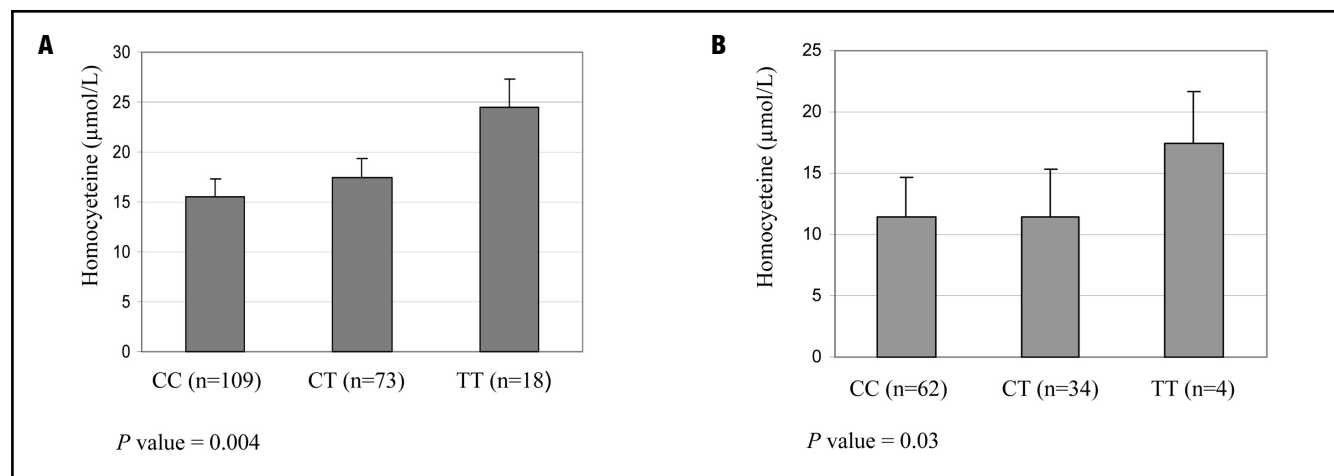 A
Homocyeteine (µmol/L)
30
25
20
15
10
5
0
CC (n=109) CT (n=73) TT (n=18)
P value = 0.004
B
Homocyeteine (µmol/L)
25
20
15
10
5
0
CC (n=62) CT (n=34) TT (n=4)
P value = 0.03